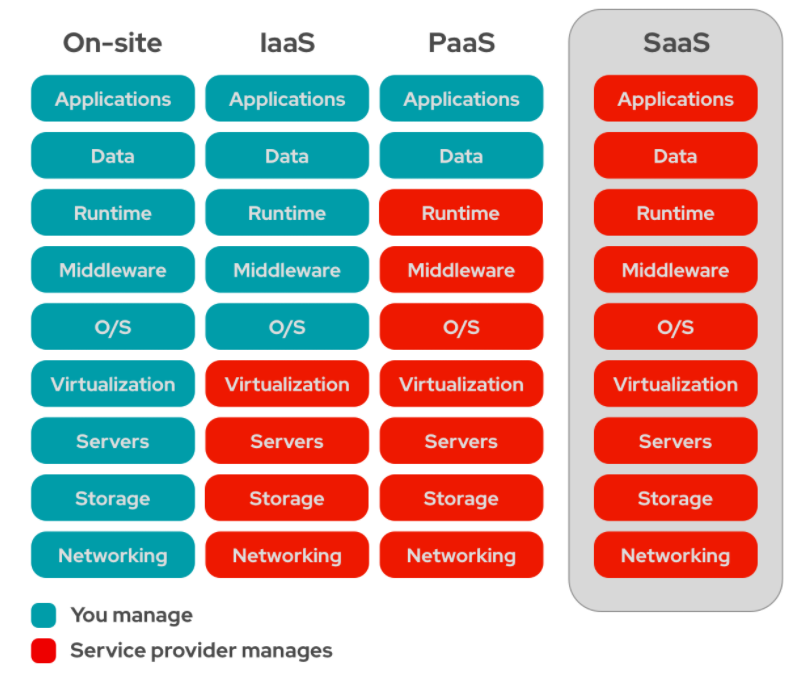 On-site IaaS PaaS SaaS
Applications Applications Applications Applications
Data Data Data Data
Runtime Runtime Runtime Runtime
Middleware Middleware Middleware Middleware
O/S O/S O/S O/S
Virtualization Virtualization Virtualization Virtualization
Servers Servers Servers Servers
Storage Storage Storage Storage
Networking Networking Networking Networking
You manage
Service provider manages